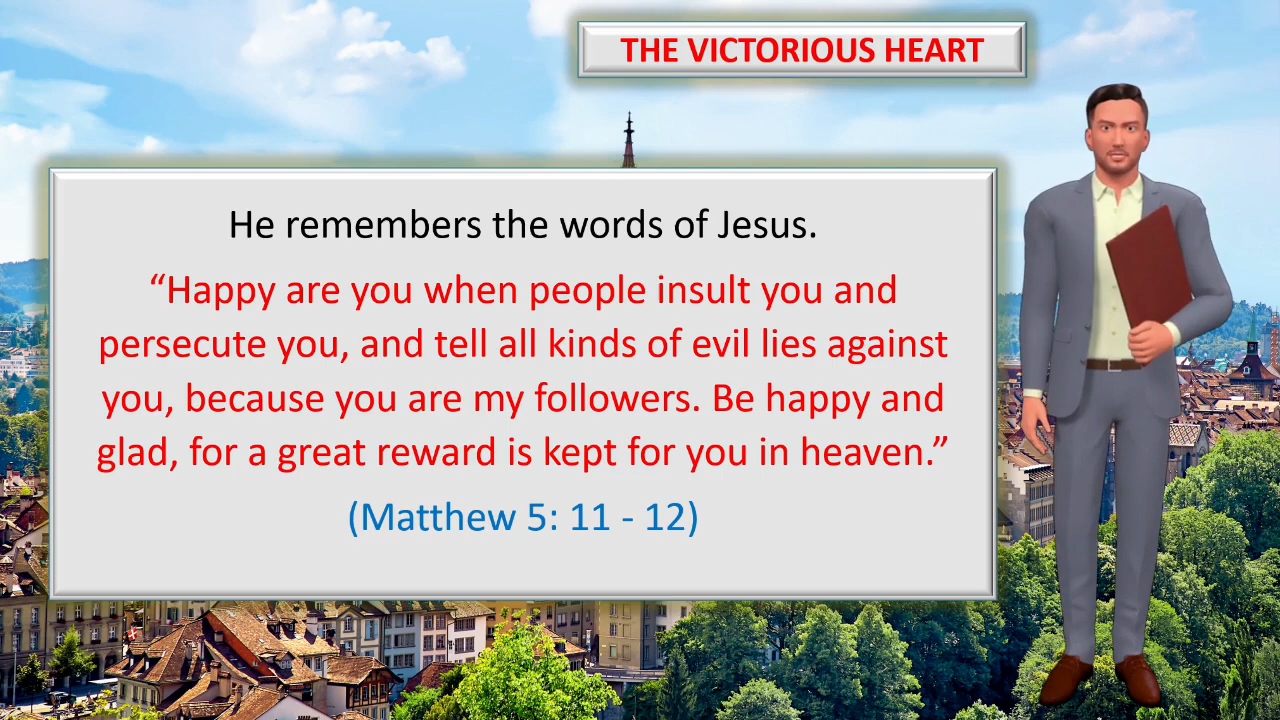 THE VICTORIOUS HEART
He remembers the words of Jesus.
“Happy are you when people insult you and
persecute you, and tell all kinds of evil lies against
you, because you are my followers. Be happy and
glad, for a great reward is kept for you in heaven.”
(Matthew 5: 11 - 12)